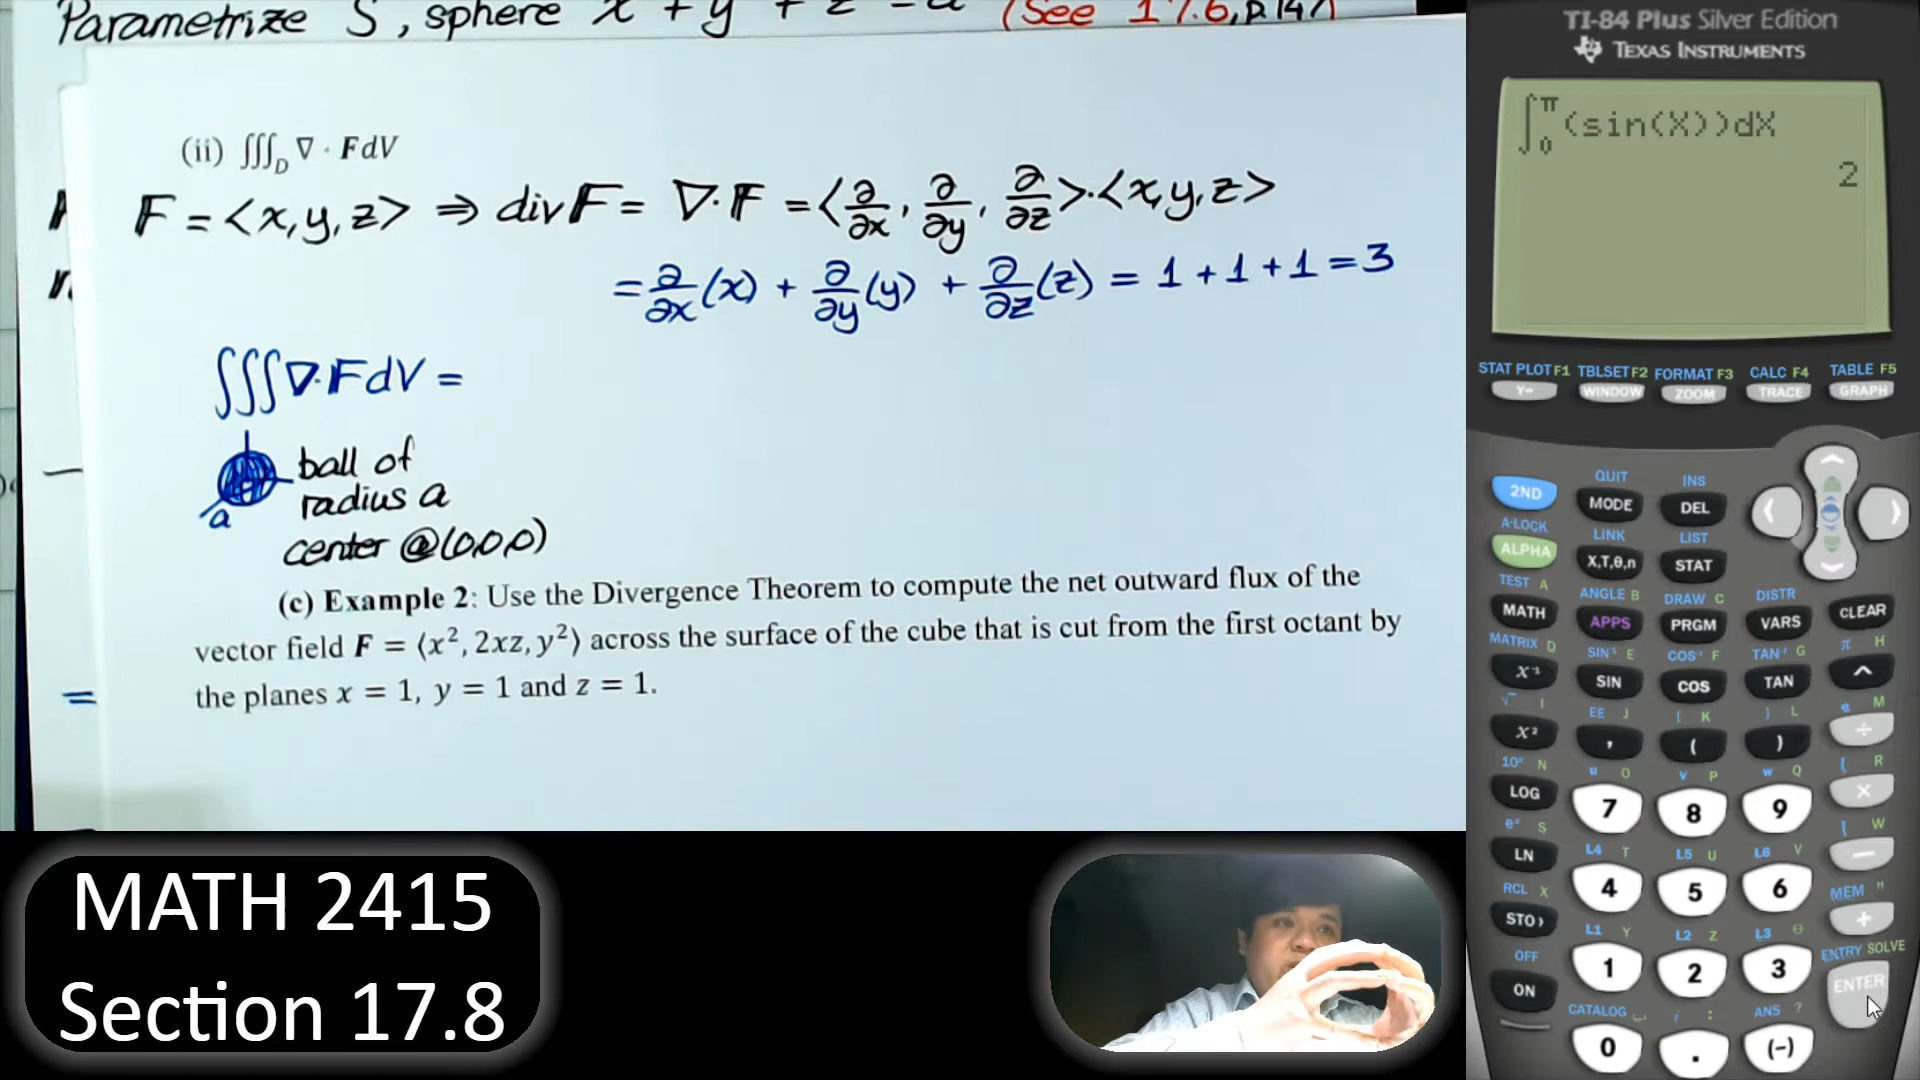 Parametrize S, sphere x + y + z = a (See 17.6, p.147)
(ii) ∭_D ∇ · F dV
F = ⟨x, y, z⟩ ⇒ div F = ∇·F = ⟨∂/∂x, ∂/∂y, ∂/∂z⟩·⟨x, y, z⟩
= ∂/∂x (x) + ∂/∂y (y) + ∂/∂z (z) = 1 + 1 + 1 = 3
∭ ∇·F dV =
ball of
radius a
a
center @(0,0,0)
(c) Example 2: Use the Divergence Theorem to compute the net outward flux of the
vector field F = ⟨x², 2xz, y²⟩ across the surface of the cube that is cut from the first octant by
=
the planes x = 1, y = 1 and z = 1.
MATH 2415
Section 17.8
TI-84 Plus Silver Edition
TEXAS INSTRUMENTS
∫₀^π (sin(X))dX
2
STAT PLOT F1 TBLSET F2 FORMAT F3 CALC F4 TABLE F5
Y= WINDOW ZOOM TRACE GRAPH
QUIT INS
2ND MODE DEL
A-LOCK LINK LIST
ALPHA X,T,θ,n STAT
TEST A ANGLE B DRAW C DISTR
MATH APPS PRGM VARS CLEAR
MATRIX D SIN⁻¹ E COS⁻¹ F TAN⁻¹ G π H
x⁻¹ SIN COS TAN ^
√ I EE J { K } L e M
x² , ( ) ÷
10ˣ N u O v P w Q [ R
LOG 7 8 9 ×
eˣ S L4 T L5 U L6 V ] W
LN 4 5 6 −
RCL X L1 Y L2 Z L3 θ MEM "
STO› 1 2 3 +
OFF CATALOG i : ANS ? ENTRY SOLVE
ON 0 . (-) ENTER